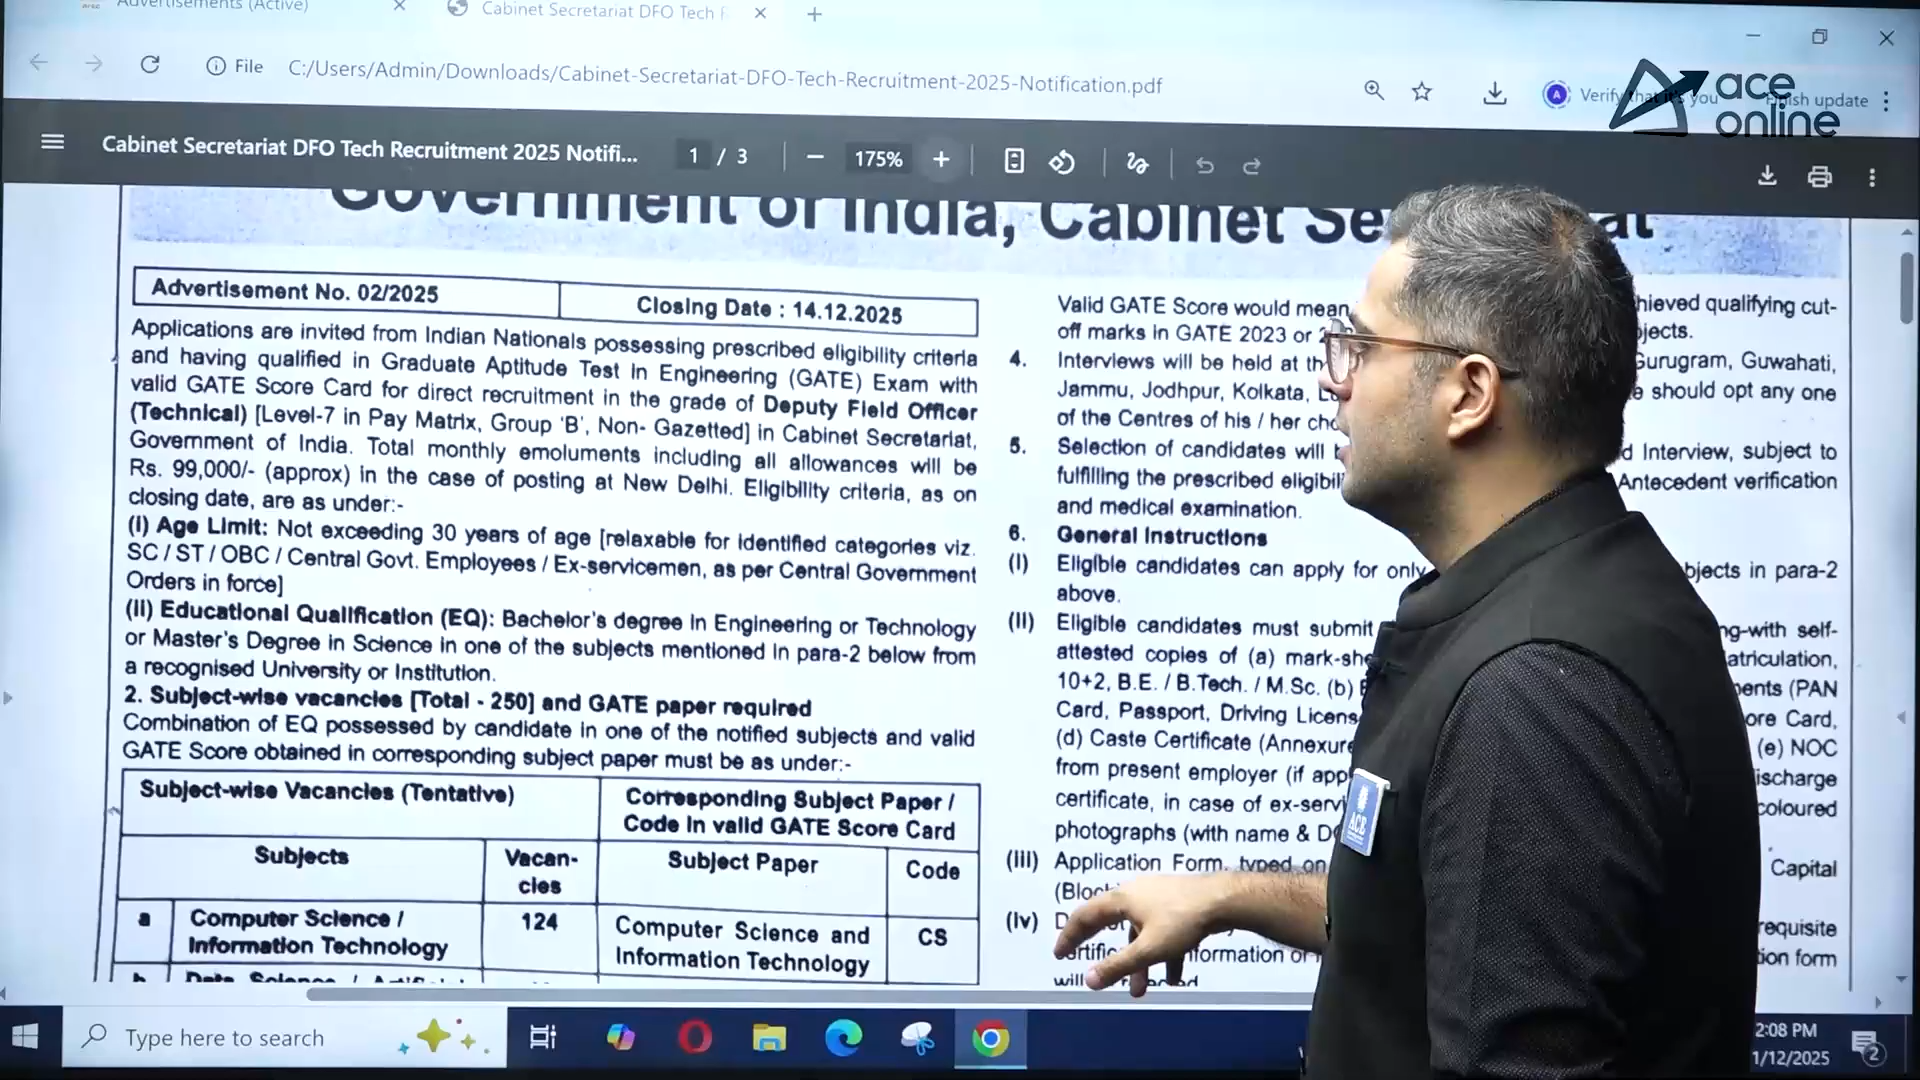 Advertisements (Active)
Cabinet Secretariat DFO Tech
File
C:/Users/Admin/Downloads/Cabinet-Secretariat-DFO-Tech-Recruitment-2025-Notification.pdf
Verify that it's you
Finish update
ace
online
Cabinet Secretariat DFO Tech Recruitment 2025 Notifi...
1 / 3
175%
Government of India, Cabinet
Advertisement No. 02/2025
Closing Date : 14.12.2025
Applications are invited from Indian Nationals possessing prescribed eligibility criteria
and having qualified in Graduate Aptitude Test in Engineering (GATE) Exam with
valid GATE Score Card for direct recruitment in the grade of Deputy Field Officer
(Technical) [Level-7 in Pay Matrix, Group 'B', Non- Gazetted] in Cabinet Secretariat,
Government of India. Total monthly emoluments including all allowances will be
Rs. 99,000/- (approx) in the case of posting at New Delhi. Eligibility criteria, as on
closing date, are as under:-
(i) Age Limit: Not exceeding 30 years of age [relaxable for identified categories viz.
SC / ST / OBC / Central Govt. Employees / Ex-servicemen, as per Central Government
Orders in force]
(ii) Educational Qualification (EQ): Bachelor's degree in Engineering or Technology
or Master's Degree in Science in one of the subjects mentioned in para-2 below from
a recognised University or Institution.
2. Subject-wise vacancies [Total - 250] and GATE paper required
Combination of EQ possessed by candidate in one of the notified subjects and valid
GATE Score obtained in corresponding subject paper must be as under:-
Subject-wise Vacancies (Tentative)
Corresponding Subject Paper /
Code in valid GATE Score Card
Subjects
Vacan-
cies
Subject Paper
Code
a
Computer Science /
Information Technology
124
Computer Science and
Information Technology
CS
b
Data Science /
Valid GATE Score would mean
hieved qualifying cut-
off marks in GATE 2023 or
4.
Interviews will be held at th
Gurugram, Guwahati,
Jammu, Jodhpur, Kolkata,
should opt any one
of the Centres of his / her
5.
Selection of candidates will
d Interview, subject to
fulfilling the prescribed
Antecedent verification
and medical examination.
6.
General Instructions
(i)
Eligible candidates can apply for only
bjects in para-2
above.
(ii)
Eligible candidates must submit
ng-with self-
attested copies of (a)
atriculation,
10+2, B.E. / B.Tech. / M.Sc. (b)
ents (PAN
Card, Passport, Driving
ore Card,
(d) Caste Certificate (Annexure
(e) NOC
from present employer (if
ischarge
certificate, in case of
coloured
photographs (with name &
(iii)
Application Form, typed on
Capital
(iv)
requisite
tion form
ACE
Type here to search
2:08 PM
1/12/2025
2